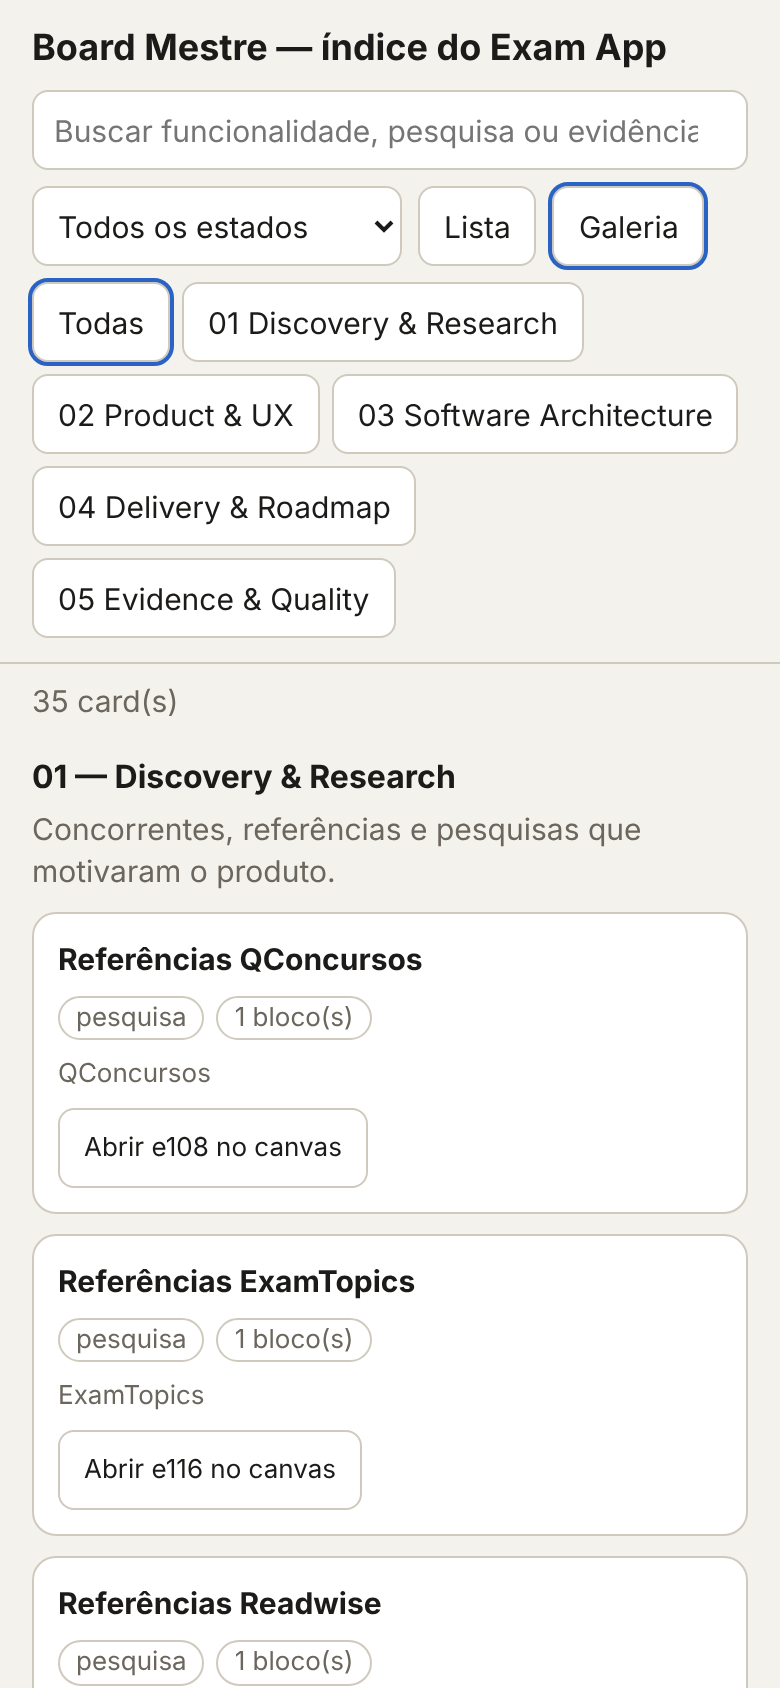 Board Mestre — índice do Exam App
Buscar funcionalidade, pesquisa ou evidência
Todos os estados
Lista
Galeria
Todas
01 Discovery & Research
02 Product & UX
03 Software Architecture
04 Delivery & Roadmap
05 Evidence & Quality
35 card(s)
01 — Discovery & Research
Concorrentes, referências e pesquisas que
motivaram o produto.
Referências QConcursos
pesquisa
1 bloco(s)
QConcursos
Abrir e108 no canvas
Referências ExamTopics
pesquisa
1 bloco(s)
ExamTopics
Abrir e116 no canvas
Referências Readwise
pesquisa
1 bloco(s)